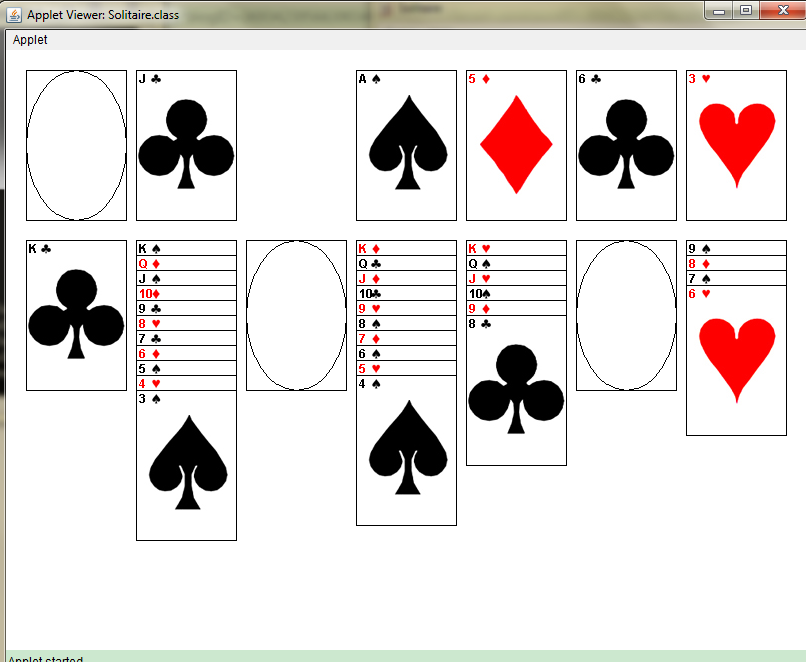 Applet Viewer: Solitaire.class
Applet
J♣
A♠
5♦
6♣
3♥
K♣
K♠
Q♦
J♠
10♦
9♣
8♥
7♣
6♦
5♠
4♥
3♠
K♦
Q♣
J♦
10♣
9♥
8♠
7♦
6♠
5♥
4♠
K♥
Q♠
J♥
10♠
9♦
8♣
9♠
8♦
7♠
6♥
Applet started.